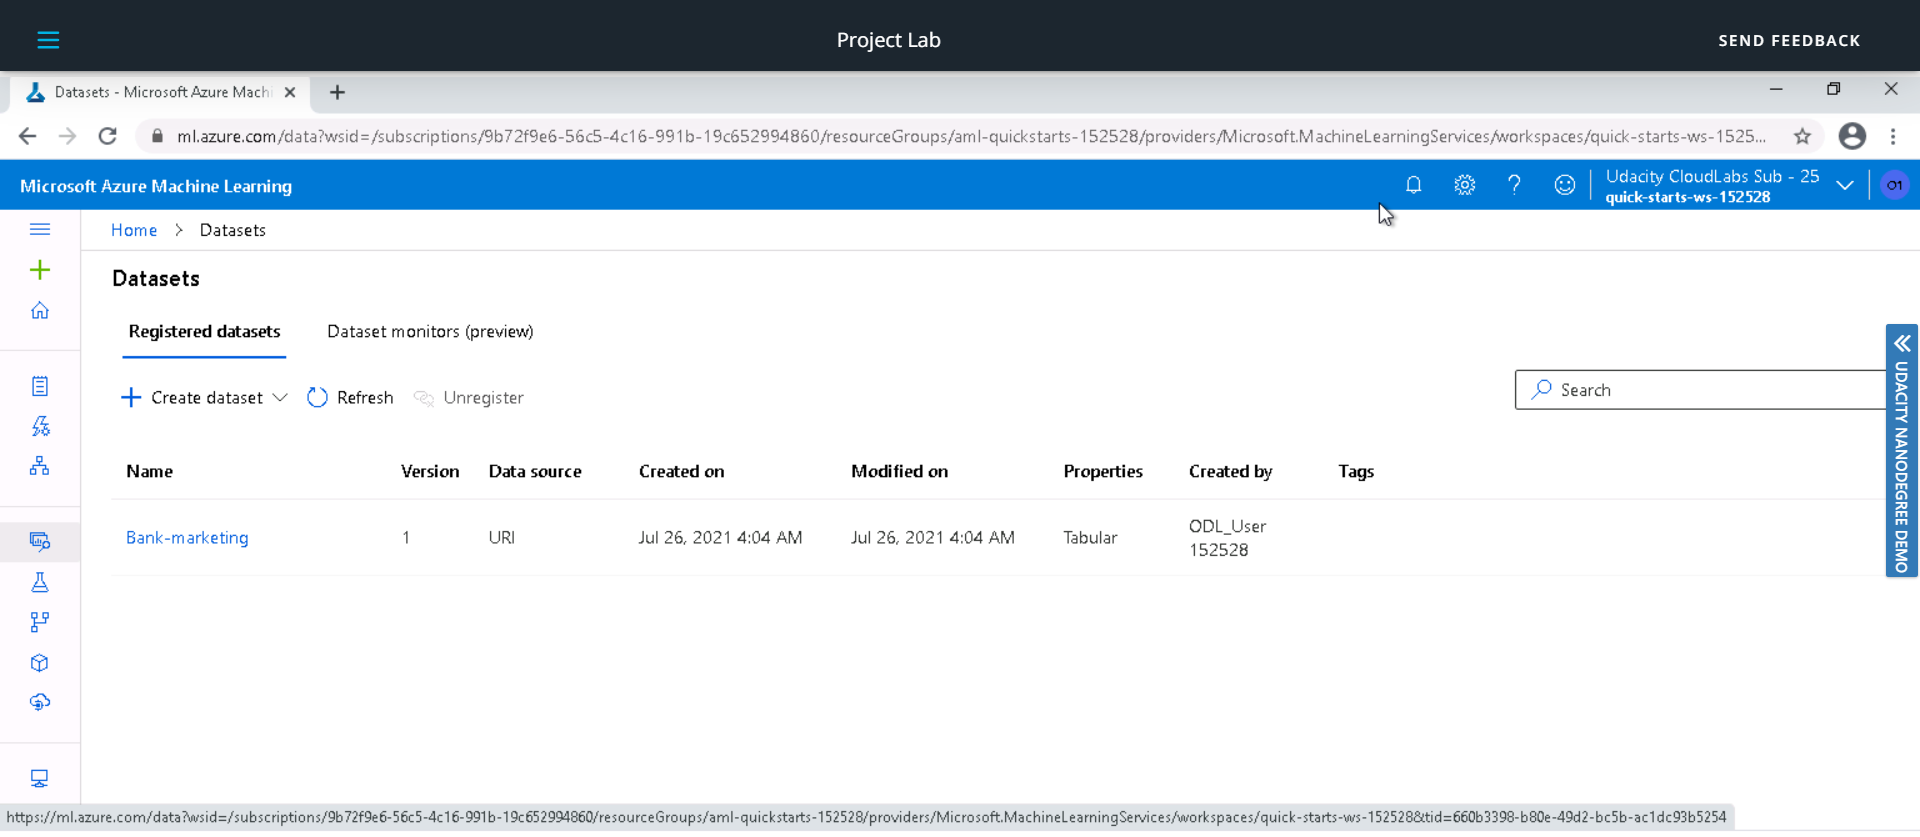 Project Lab
SEND FEEDBACK
Datasets - Microsoft Azure Machi
ml.azure.com/data?wsid=/subscriptions/9b72f9e6-56c5-4c16-991b-19c652994860/resourceGroups/aml-quickstarts-152528/providers/Microsoft.MachineLearningServices/workspaces/quick-starts-ws-1525...
Microsoft Azure Machine Learning
Udacity CloudLabs Sub - 25
quick-starts-ws-152528
O1
Home > Datasets
Datasets
Registered datasets Dataset monitors (preview)
Create dataset Refresh Unregister
Search
UDACITY NANODEGREE DEMO
Name Version Data source Created on Modified on Properties Created by Tags
Bank-marketing 1 URI Jul 26, 2021 4:04 AM Jul 26, 2021 4:04 AM Tabular ODL_User
152528
https://ml.azure.com/data?wsid=/subscriptions/9b72f9e6-56c5-4c16-991b-19c652994860/resourceGroups/aml-quickstarts-152528/providers/Microsoft.MachineLearningServices/workspaces/quick-starts-ws-152528&tid=660b3398-b80e-49d2-bc5b-ac1dc93b5254